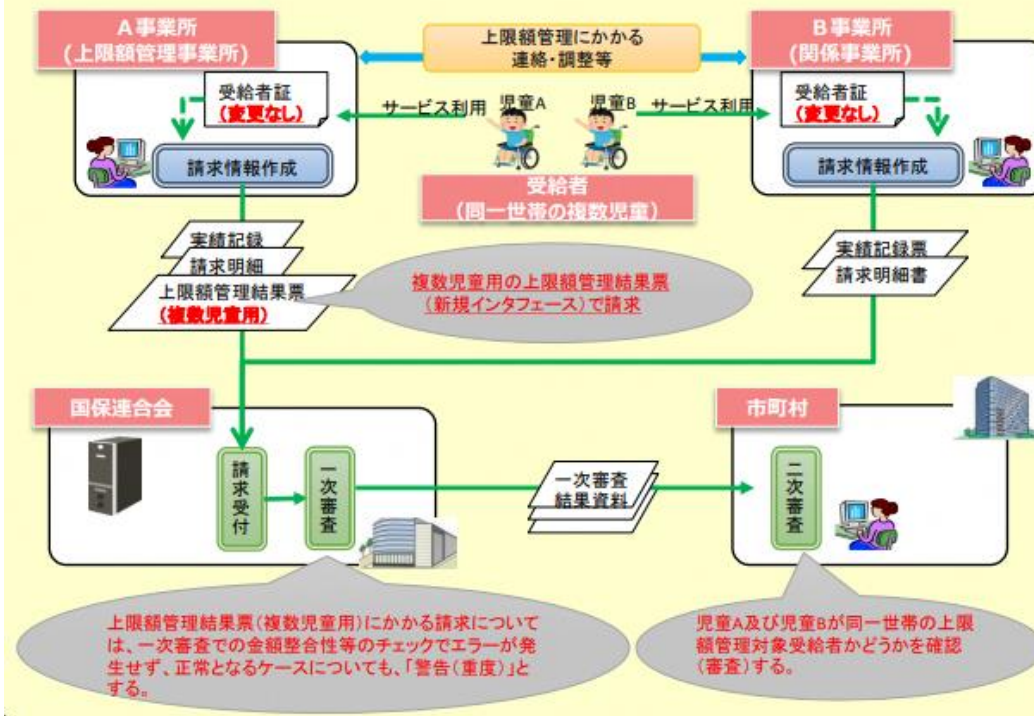 A事業所
(上限額管理事業所)
上限額管理にかかる
連絡・調整等
B事業所
(関係事業所)
受給者証
(変更なし)
サービス利用
児童A
児童B
サービス利用
受給者証
(変更なし)
請求情報作成
受給者
(同一世帯の複数児童)
請求情報作成
実績記録
請求明細
上限額管理結果票
(複数児童用)
複数児童用の上限額管理結果票
(新規インタフェース)で請求
実績記録票
請求明細書
国保連合会
市町村
請求受付
一次審査
一次審査
結果資料
二次審査
上限額管理結果票(複数児童用)にかかる請求について
は、一次審査での金額整合性等のチェックでエラーが発
生せず、正常となるケースについても、「警告(重度)」と
する。
児童A及び児童Bが同一世帯の上限
額管理対象受給者かどうかを確認
(審査)する。